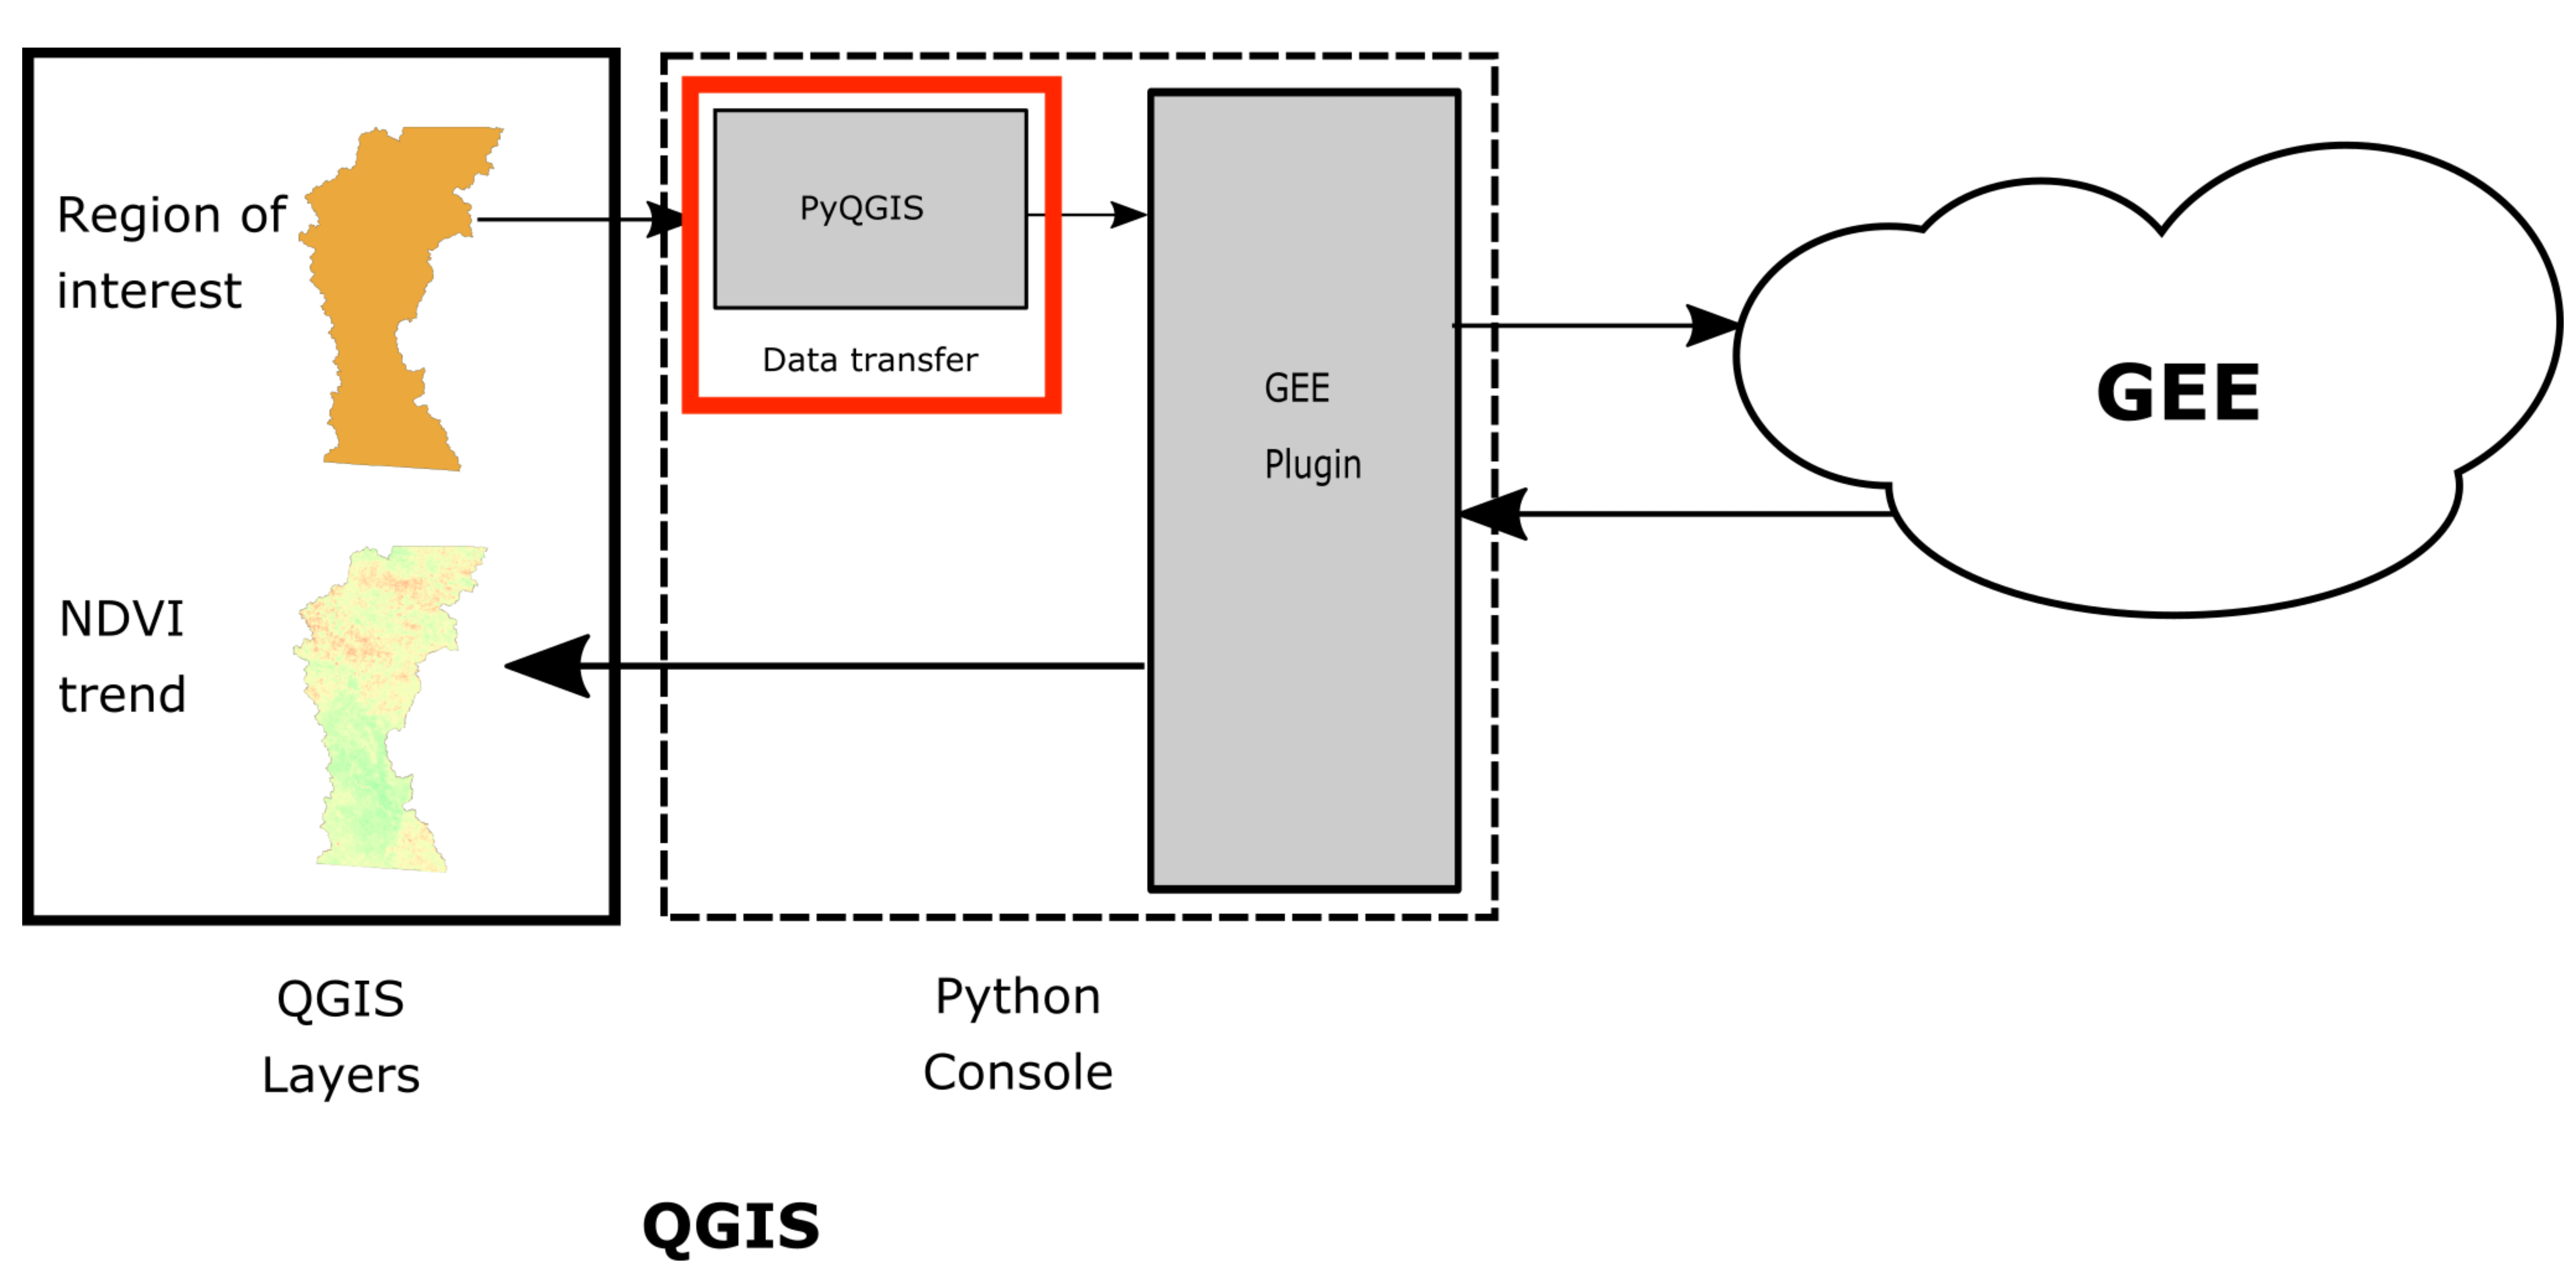 Region of
interest
NDVI
trend
PyQGIS
Data transfer
GEE
Plugin
GEE
QGIS
Layers
Python
Console
QGIS